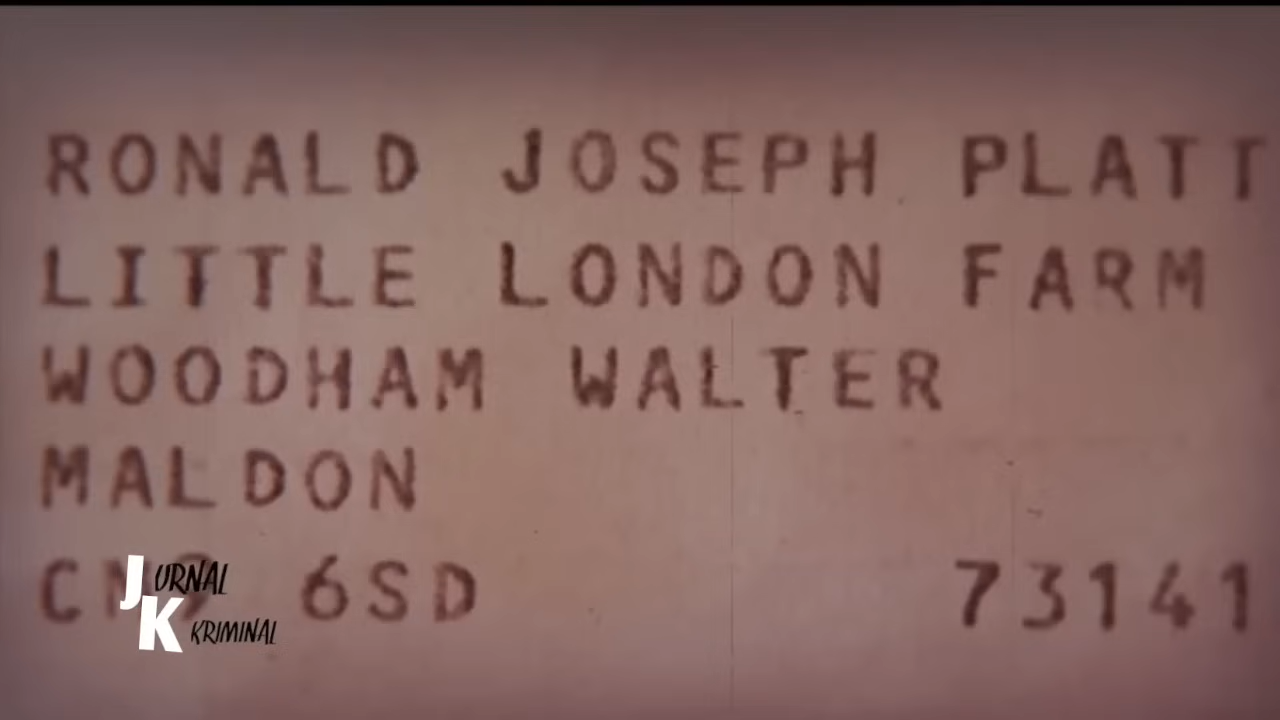 RONALD JOSEPH PLATT
LITTLE LONDON FARM
WOODHAM WALTER
MALDON
6SD 73141
JURNAL
KRIMINAL